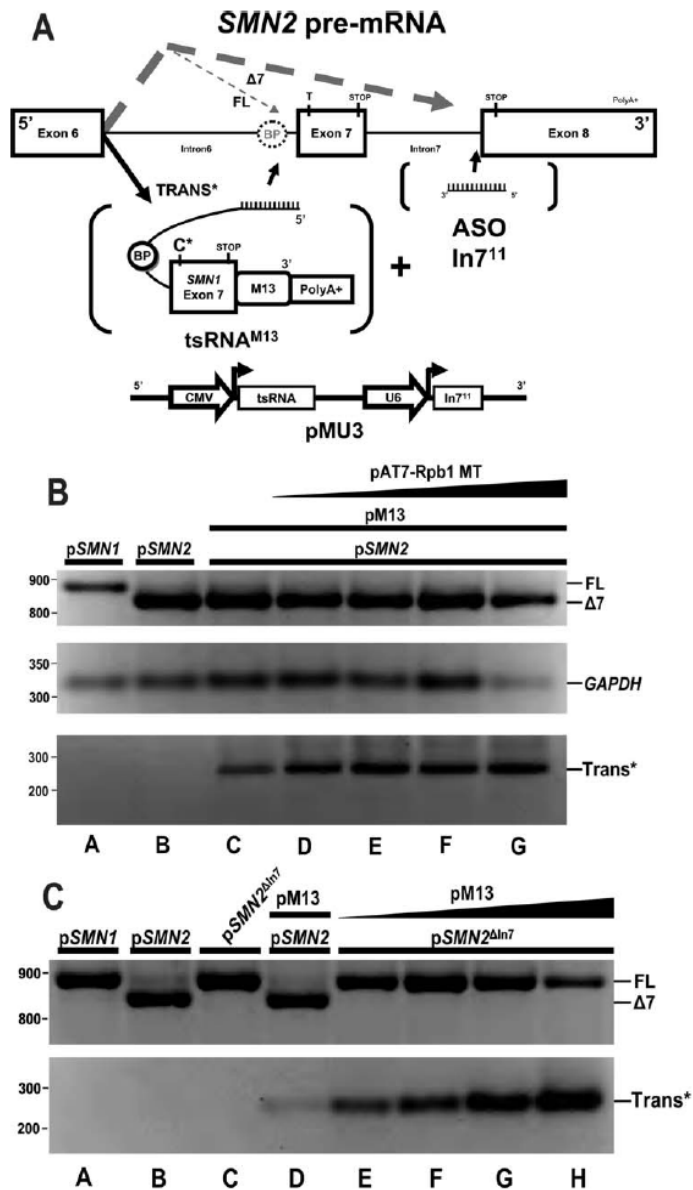 A
SMN2 pre-mRNA
Δ7
FL
T
STOP
STOP
PolyA+
5’
Exon 6
BP
Exon 7
Exon 8
3’
Intron6
Intron7
TRANS*
5’
3’
5’
BP
C*
STOP
ASO
In7¹¹
+
3’
SMN1
Exon 7
M13
PolyA+
tsRNAᴹ¹³
5’
CMV
tsRNA
U6
In7¹¹
3’
pMU3
B
pAT7-Rpb1 MT
pM13
pSMN1
pSMN2
pSMN2
900
800
FL
Δ7
350
300
GAPDH
300
200
Trans*
A B C D E F G
C
pSMN2ᐞᴵⁿ⁷
pM13
pM13
pSMN1
pSMN2
pSMN2
pSMN2ᐞᴵⁿ⁷
900
800
FL
Δ7
300
200
Trans*
A B C D E F G H